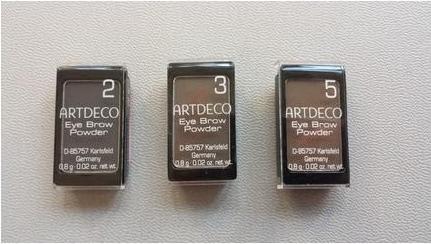 2
ARTDECO
Eye Brow
Powder
D-85757 Karlsfeld
Germany
0,8 g · 0.02 oz. net wt.
3
ARTDECO
Eye Brow
Powder
D-85757 Karlsfeld
Germany
0,8 g · 0.02 oz. net wt.
5
ARTDECO
Eye Brow
Powder
D-85757 Karlsfeld
Germany
0,8 g · 0.02 oz. net wt.